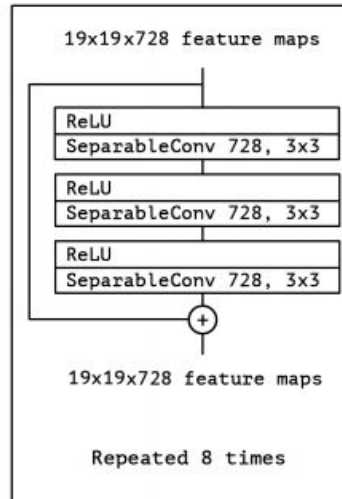 19x19x728 feature maps
ReLU
SeparableConv 728, 3x3
ReLU
SeparableConv 728, 3x3
ReLU
SeparableConv 728, 3x3
+
19x19x728 feature maps
Repeated 8 times